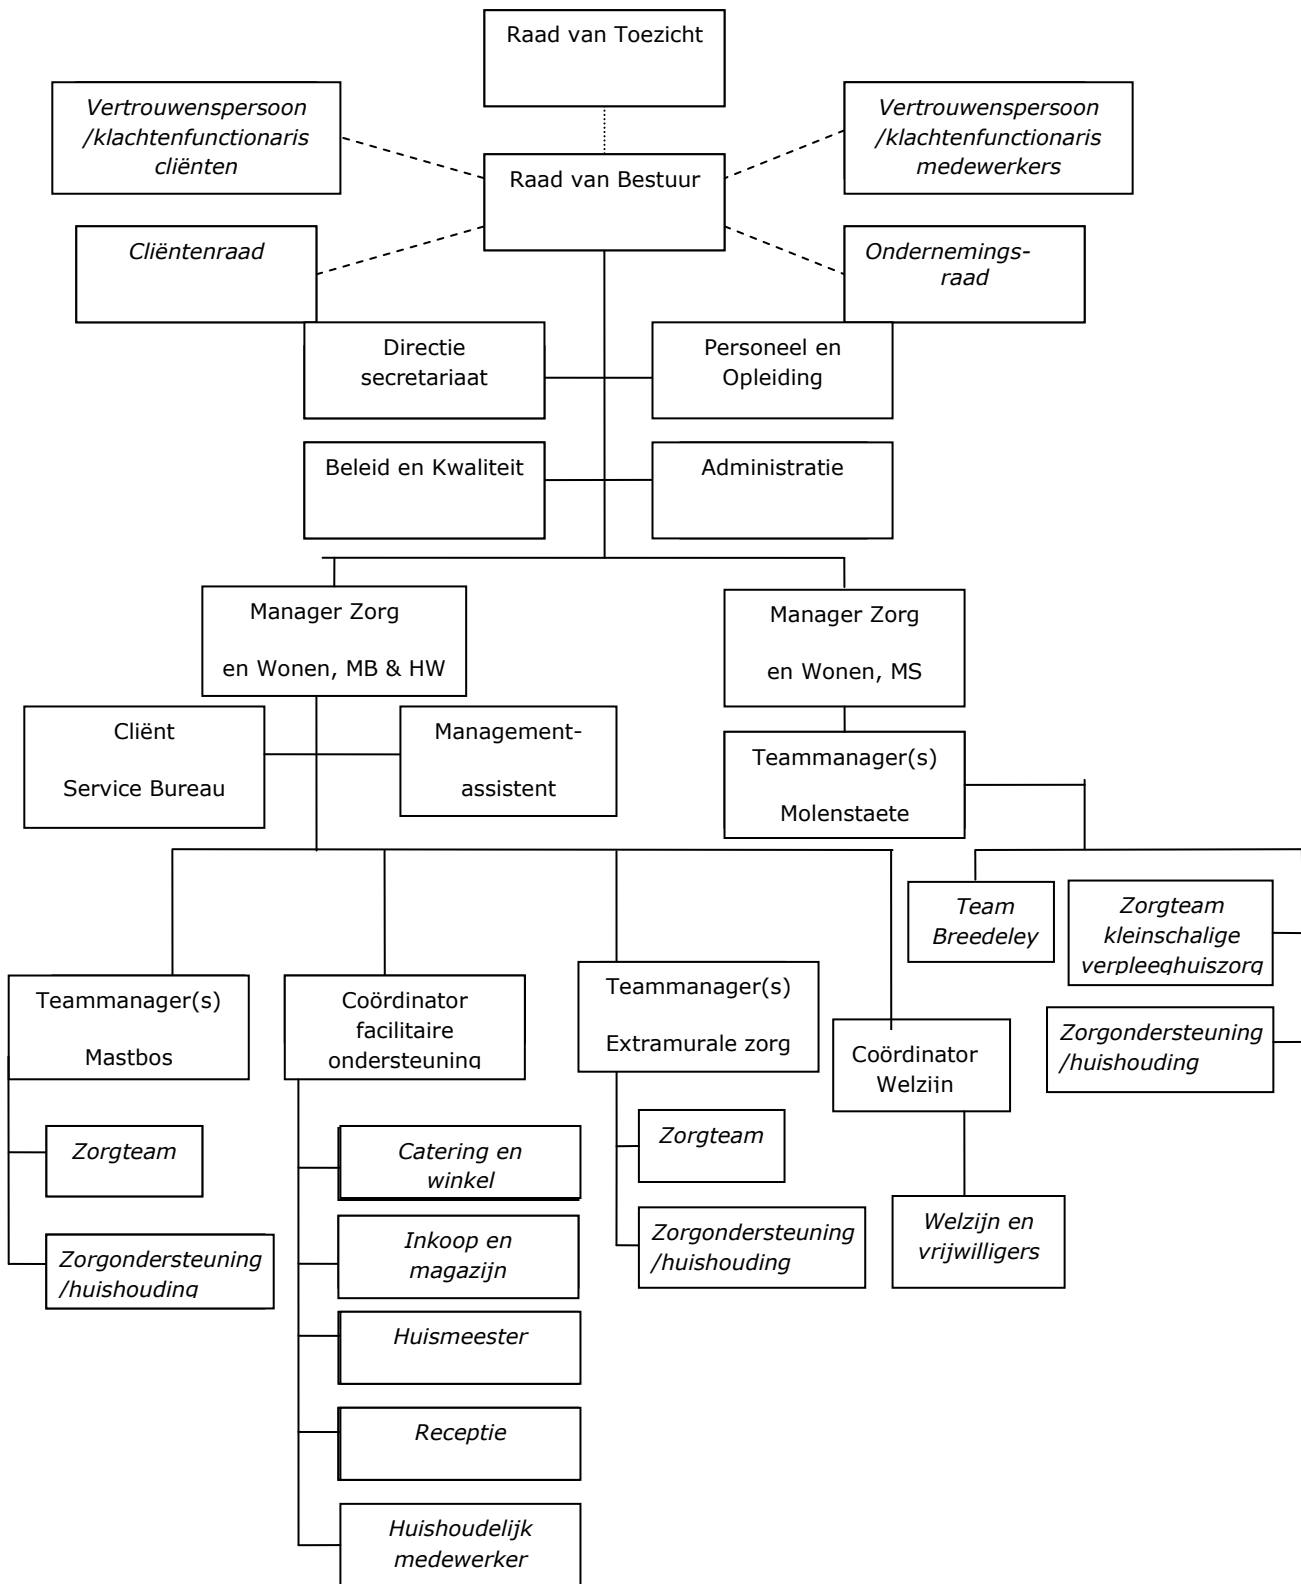 Raad van Toezicht
Vertrouwenspersoon
/klachtenfunctionaris
cliënten
Vertrouwenspersoon
/klachtenfunctionaris
medewerkers
Raad van Bestuur
Cliëntenraad
Ondernemings-
raad
Directie
secretariaat
Personeel en
Opleiding
Beleid en Kwaliteit
Administratie
Manager Zorg
en Wonen, MB & HW
Manager Zorg
en Wonen, MS
Cliënt
Service Bureau
Management-
assistent
Teammanager(s)
Molenstaete
Team
Breedeley
Zorgteam
kleinschalige
verpleeghuiszorg
Teammanager(s)
Mastbos
Coördinator
facilitaire
ondersteuning
Teammanager(s)
Extramurale zorg
Coördinator
Welzijn
Zorgondersteuning
/huishouding
Zorgteam
Zorgondersteuning
/huishouding
Catering en
winkel
Inkoop en
magazijn
Huismeester
Receptie
Huishoudelijk
medewerker
Zorgteam
Zorgondersteuning
/huishouding
Welzijn en
vrijwilligers